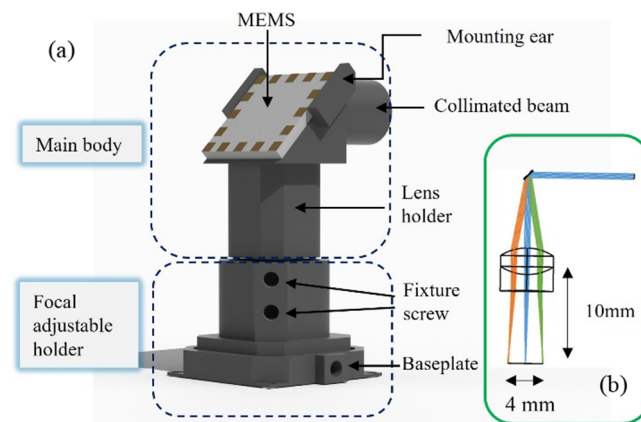 (a)
MEMS
Mounting ear
Collimated beam
Main body
Lens
holder
Focal
adjustable
holder
Fixture
screw
Baseplate
10mm
4 mm
(b)